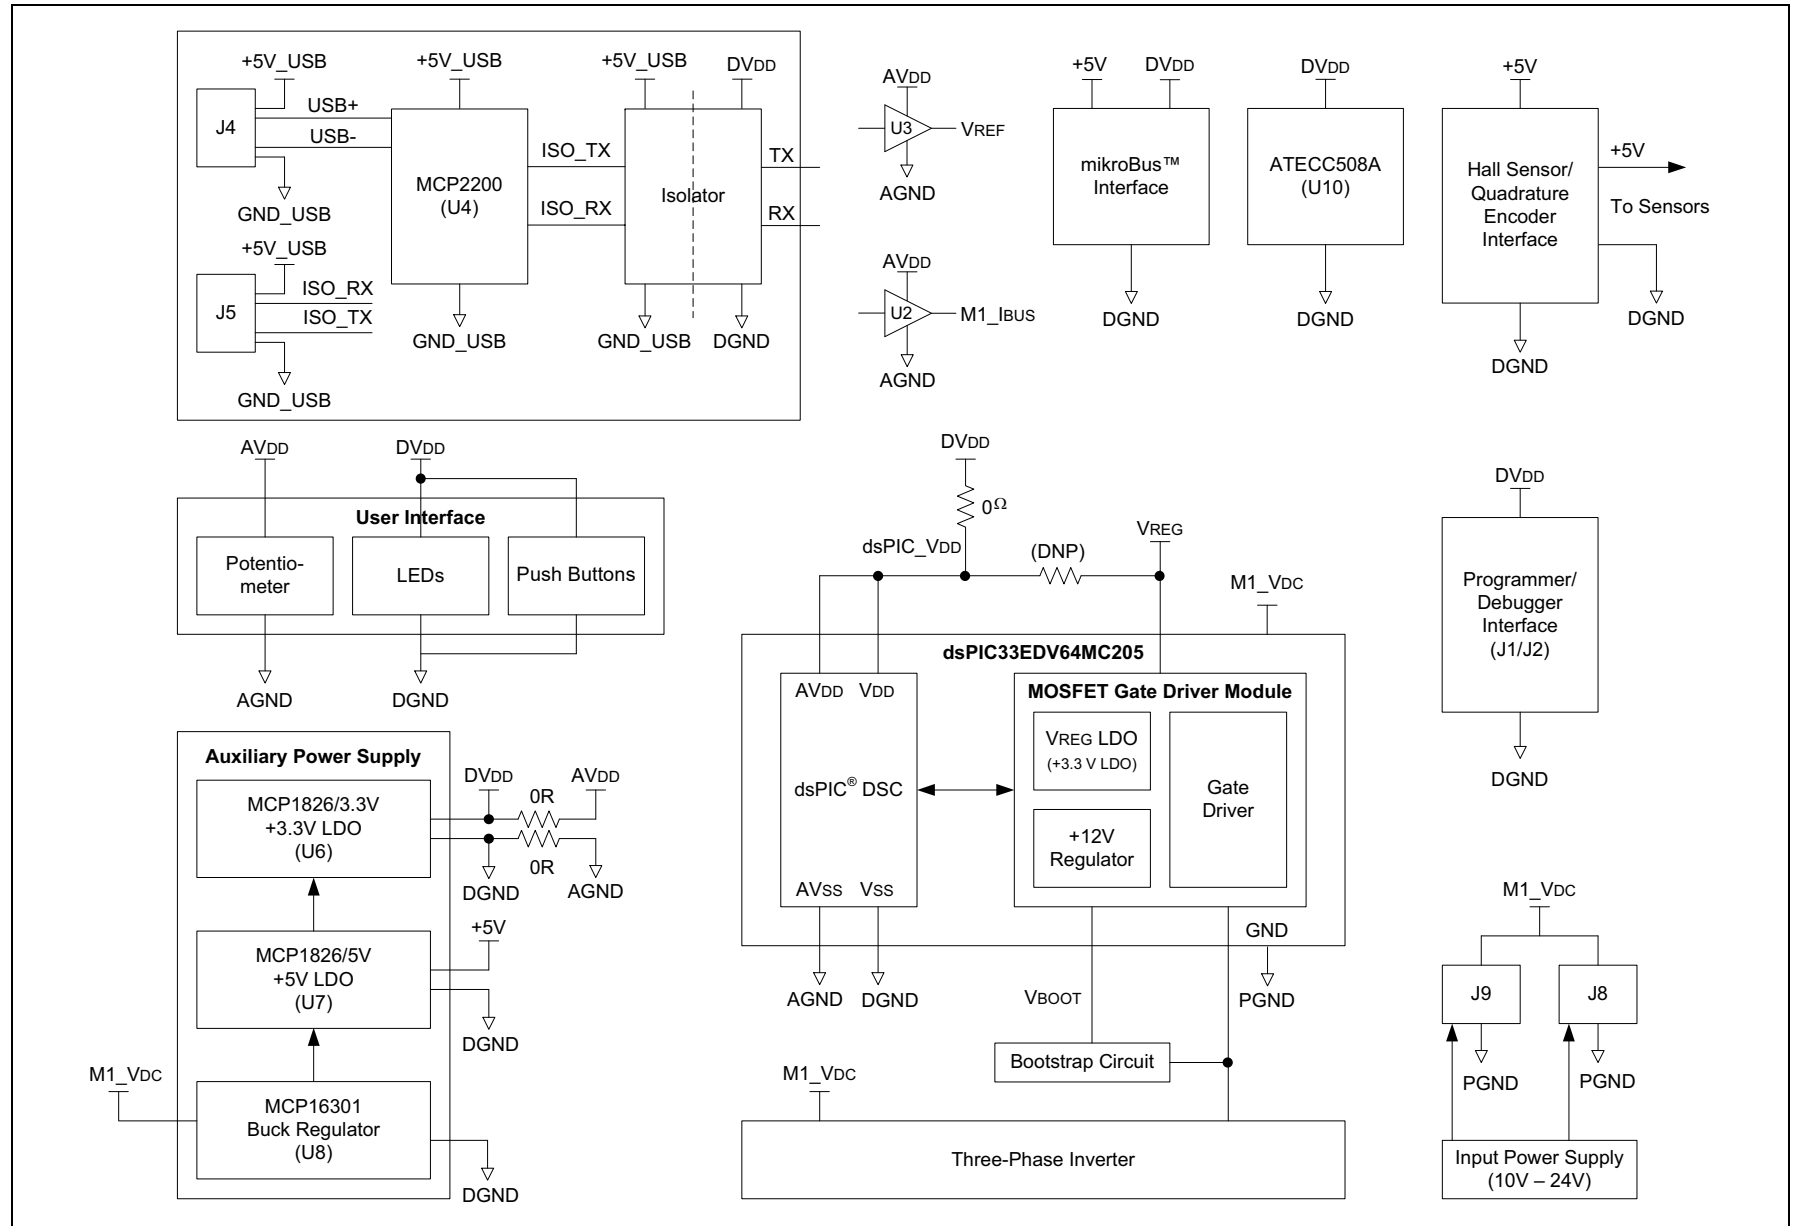 +5V_USB
J4
USB+
USB-
GND_USB
+5V_USB
J5
ISO_RX
ISO_TX
GND_USB
+5V_USB
MCP2200
(U4)
GND_USB
ISO_TX
ISO_RX
+5V_USB
DVDD
Isolator
TX
RX
GND_USB
DGND
AVDD
U3
VREF
AGND
AVDD
U2
M1_IBUS
AGND
+5V
DVDD
mikroBus™
Interface
DGND
DVDD
ATECC508A
(U10)
DGND
+5V
Hall Sensor/
Quadrature
Encoder
Interface
DGND
+5V
To Sensors
DGND
AVDD
DVDD
User Interface
Potentio-
meter
LEDs
Push Buttons
AGND
DGND
DVDD
0Ω
dsPIC_VDD
(DNP)
VREG
M1_VDC
dsPIC33EDV64MC205
AVDD
VDD
dsPIC® DSC
AVSS
VSS
MOSFET Gate Driver Module
VREG LDO
(+3.3 V LDO)
+12V
Regulator
Gate
Driver
GND
AGND
DGND
PGND
VBOOT
Bootstrap Circuit
M1_VDC
Three-Phase Inverter
DVDD
Programmer/
Debugger
Interface
(J1/J2)
DGND
Auxiliary Power Supply
MCP1826/3.3V
+3.3V LDO
(U6)
DVDD
0R
AVDD
DGND
0R
AGND
MCP1826/5V
+5V LDO
(U7)
+5V
DGND
M1_VDC
MCP16301
Buck Regulator
(U8)
DGND
M1_VDC
J9
J8
PGND
PGND
Input Power Supply
(10V – 24V)